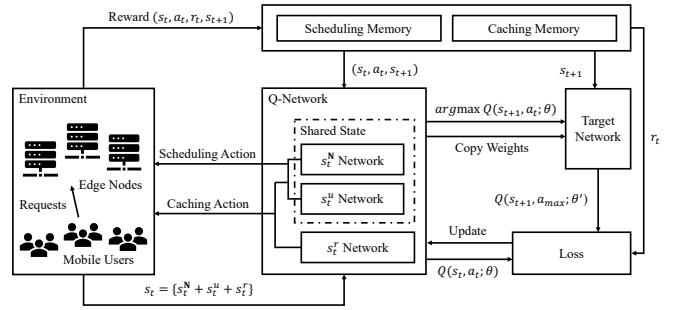 Reward (s_t, a_t, r_t, s_{t+1})
Scheduling Memory
Caching Memory
(s_t, a_t, s_{t+1})
s_{t+1}
Environment
Q-Network
argmax Q(s_{t+1}, a_t; θ)
Target
Network
r_t
Shared State
s_t^N Network
Copy Weights
Scheduling Action
Edge Nodes
s_t^u Network
Q(s_{t+1}, a_{max}; θ′)
Requests
Caching Action
Update
s_t^r Network
Loss
Mobile Users
Q(s_t, a_t; θ)
s_t = {s_t^N + s_t^u + s_t^r}